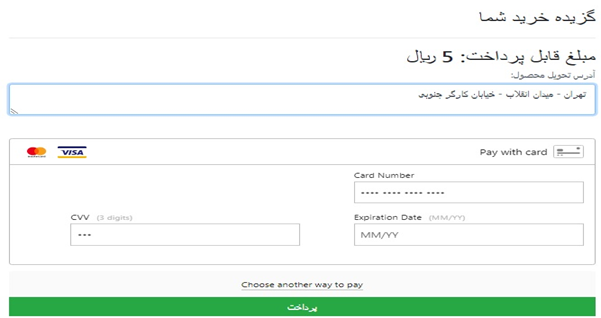 گزیده خرید شما
مبلغ قابل پرداخت: 5 ریال
آدرس تحویل محصول:
تهران - میدان انقلاب - خیابان کارگر جنوبی
Pay with card
VISA
Card Number
---- ---- ---- ----
Expiration Date (MM/YY)
MM/YY
CVV (3 digits)
---
Choose another way to pay
پرداخت